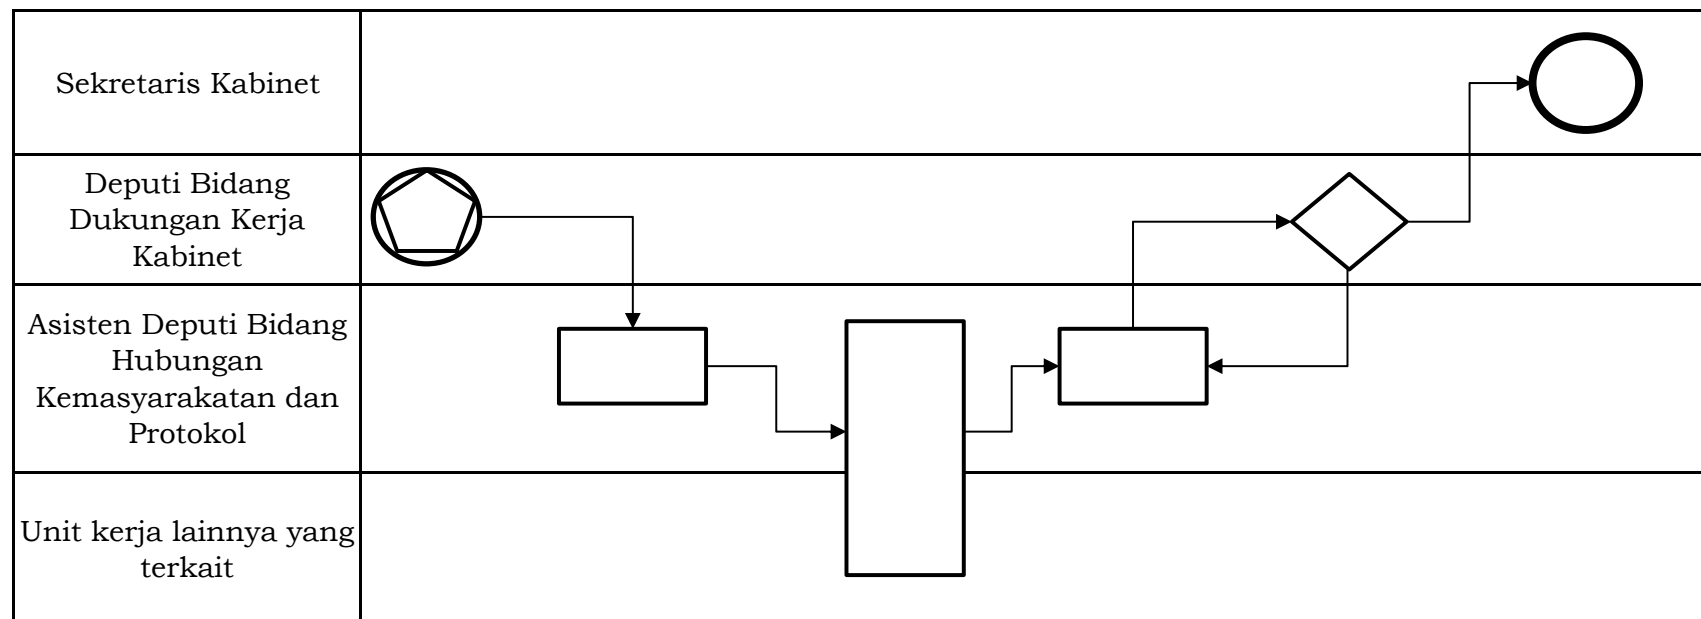 Sekretaris Kabinet
Deputi Bidang
Dukungan Kerja
Kabinet
Asisten Deputi Bidang
Hubungan
Kemasyarakatan dan
Protokol
Unit kerja lainnya yang
terkait